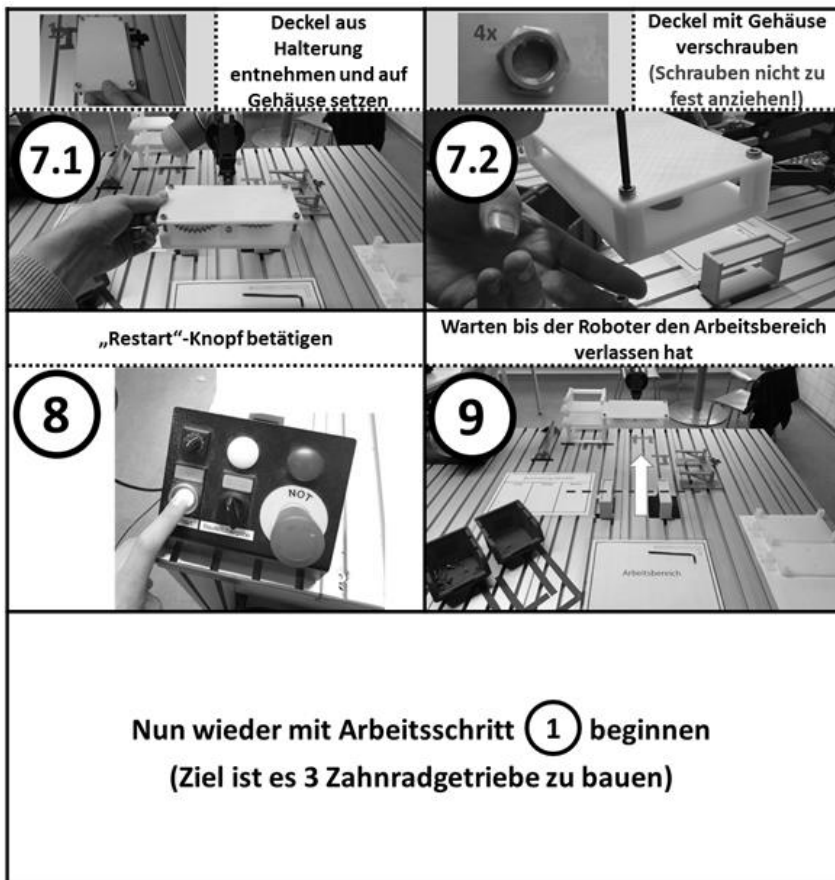 Deckel aus
Halterung
entnehmen und auf
Gehäuse setzen
4x
Deckel mit Gehäuse
verschrauben
(Schrauben nicht zu
fest anziehen!)
7.1
7.2
„Restart“-Knopf betätigen
Warten bis der Roboter den Arbeitsbereich
verlassen hat
8
NOT
9
Arbeitsbereich
Nun wieder mit Arbeitsschritt 1 beginnen
(Ziel ist es 3 Zahnradgetriebe zu bauen)